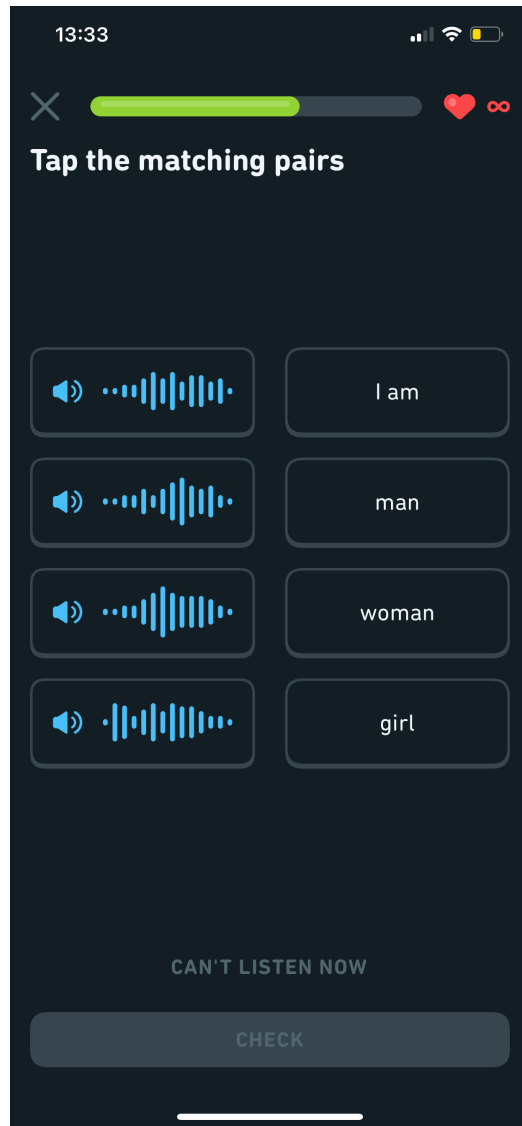 13:33
∞
Tap the matching pairs
I am
man
woman
girl
CAN'T LISTEN NOW
CHECK